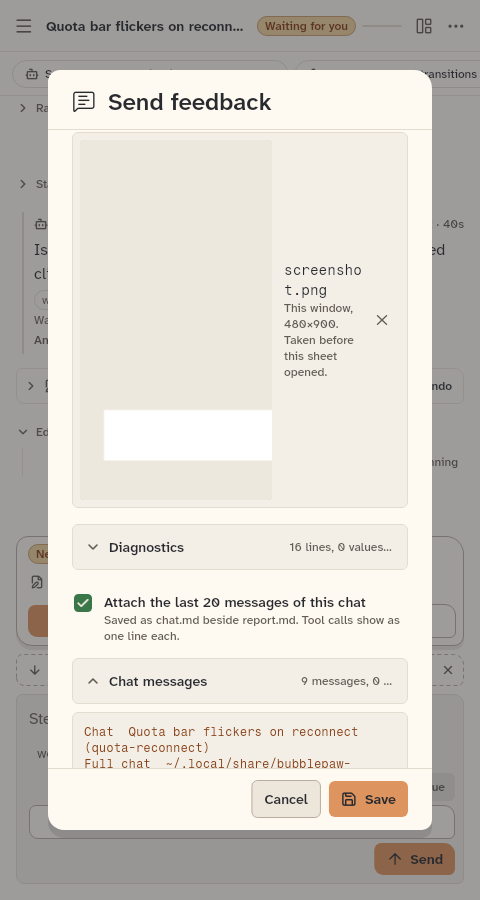 Quota bar flickers on reconn...
Waiting for you
Send feedback
screensho
t.png
This window,
480×900.
Taken before
this sheet
opened.
Diagnostics
16 lines, 0 values...
Attach the last 20 messages of this chat
Saved as chat.md beside report.md. Tool calls show as
one line each.
Chat messages
9 messages, 0 ...
Chat  Quota bar flickers on reconnect
(quota-reconnect)
Full chat  ~/.local/share/bubblepaw-
Cancel
Save
Send